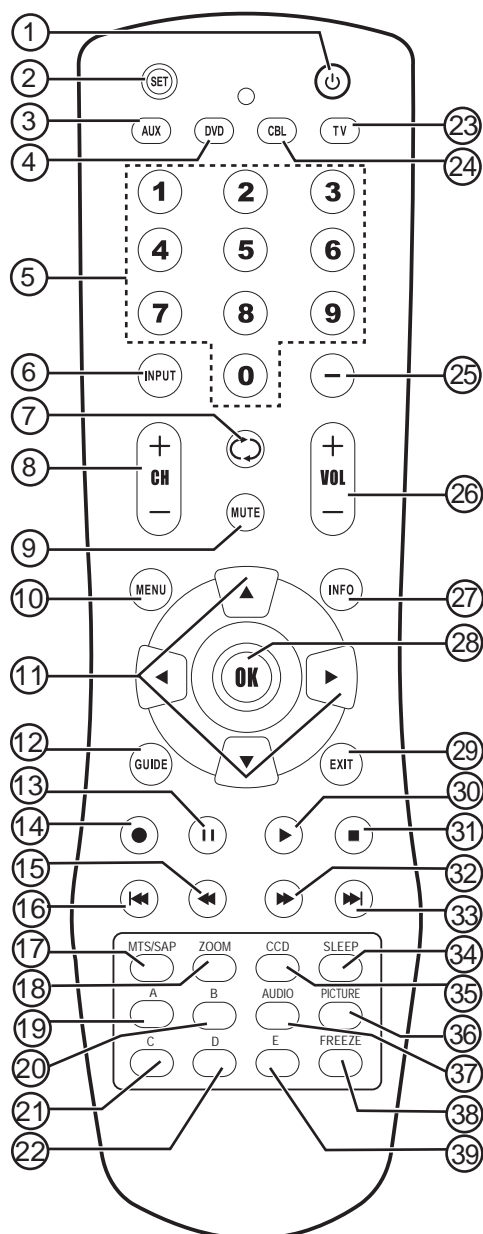 1
2 SET
3 AUX DVD CBL TV 23
4 24
1 2 3
4 5 6
5
7 8 9
6 INPUT 0 − 25
7
+ +
8 CH VOL
− − 26
9 MUTE
10 MENU INFO 27
28
11 OK
12 GUIDE EXIT 29
13 30
14 31
15 32
16 33
17 MTS/SAP ZOOM CCD SLEEP 34
18 35
19 A B AUDIO PICTURE 36
20 37
21 C D E FREEZE 38
22 39